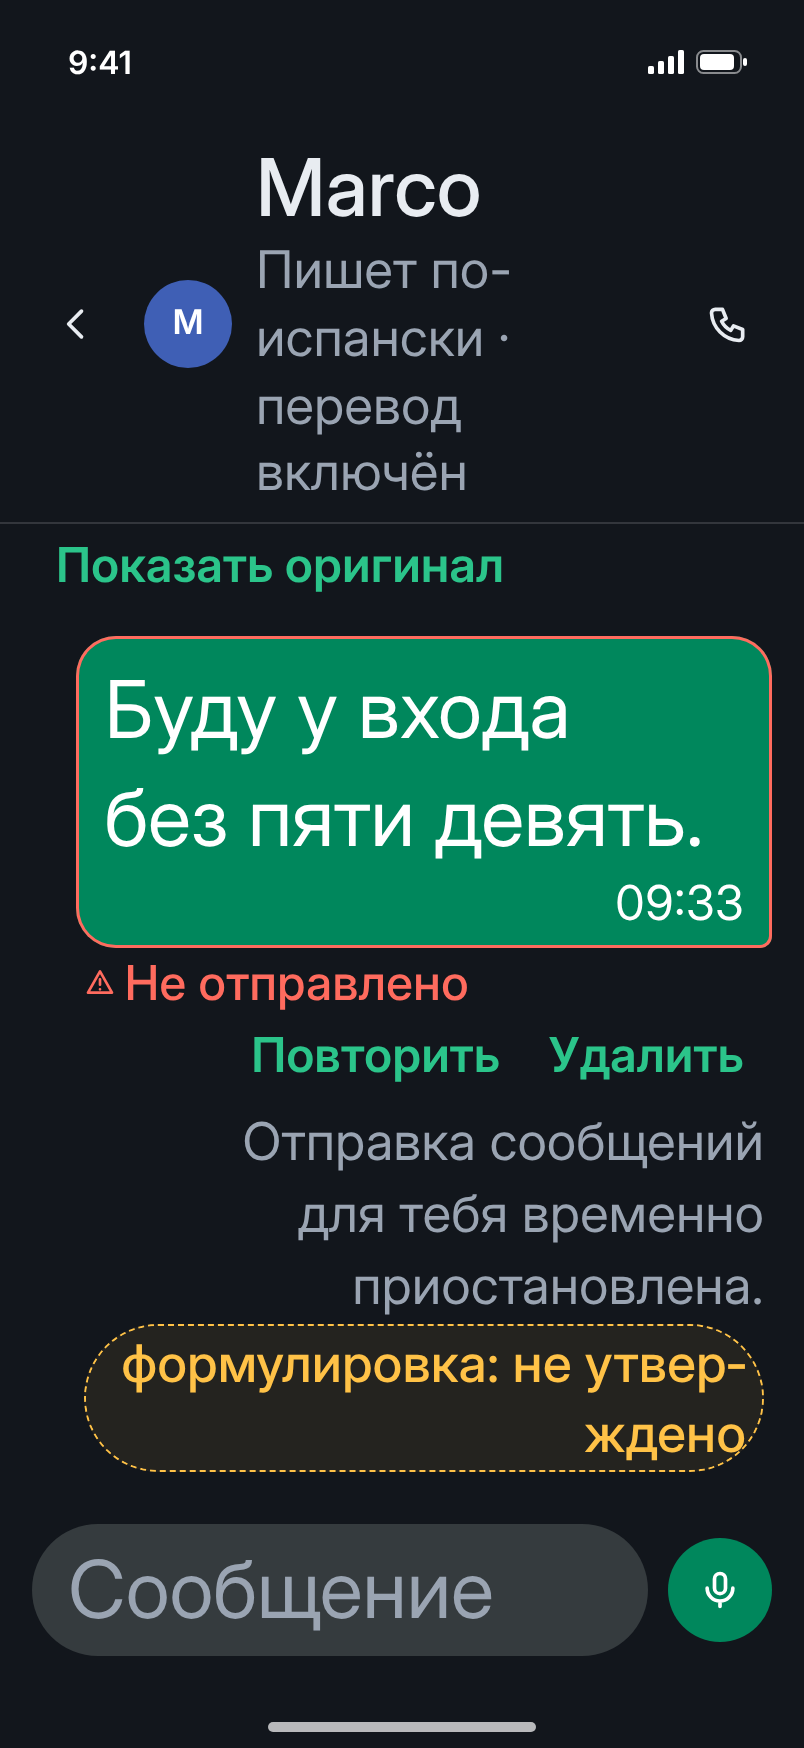 9:41
Marco
Пишет по-
испански ·
перевод
включён
M
Показать оригинал
Буду у входа
без пяти девять.
09:33
Не отправлено
Повторить Удалить
Отправка сообщений
для тебя временно
приостановлена.
формулировка: не утвер-
ждено
Сообщение